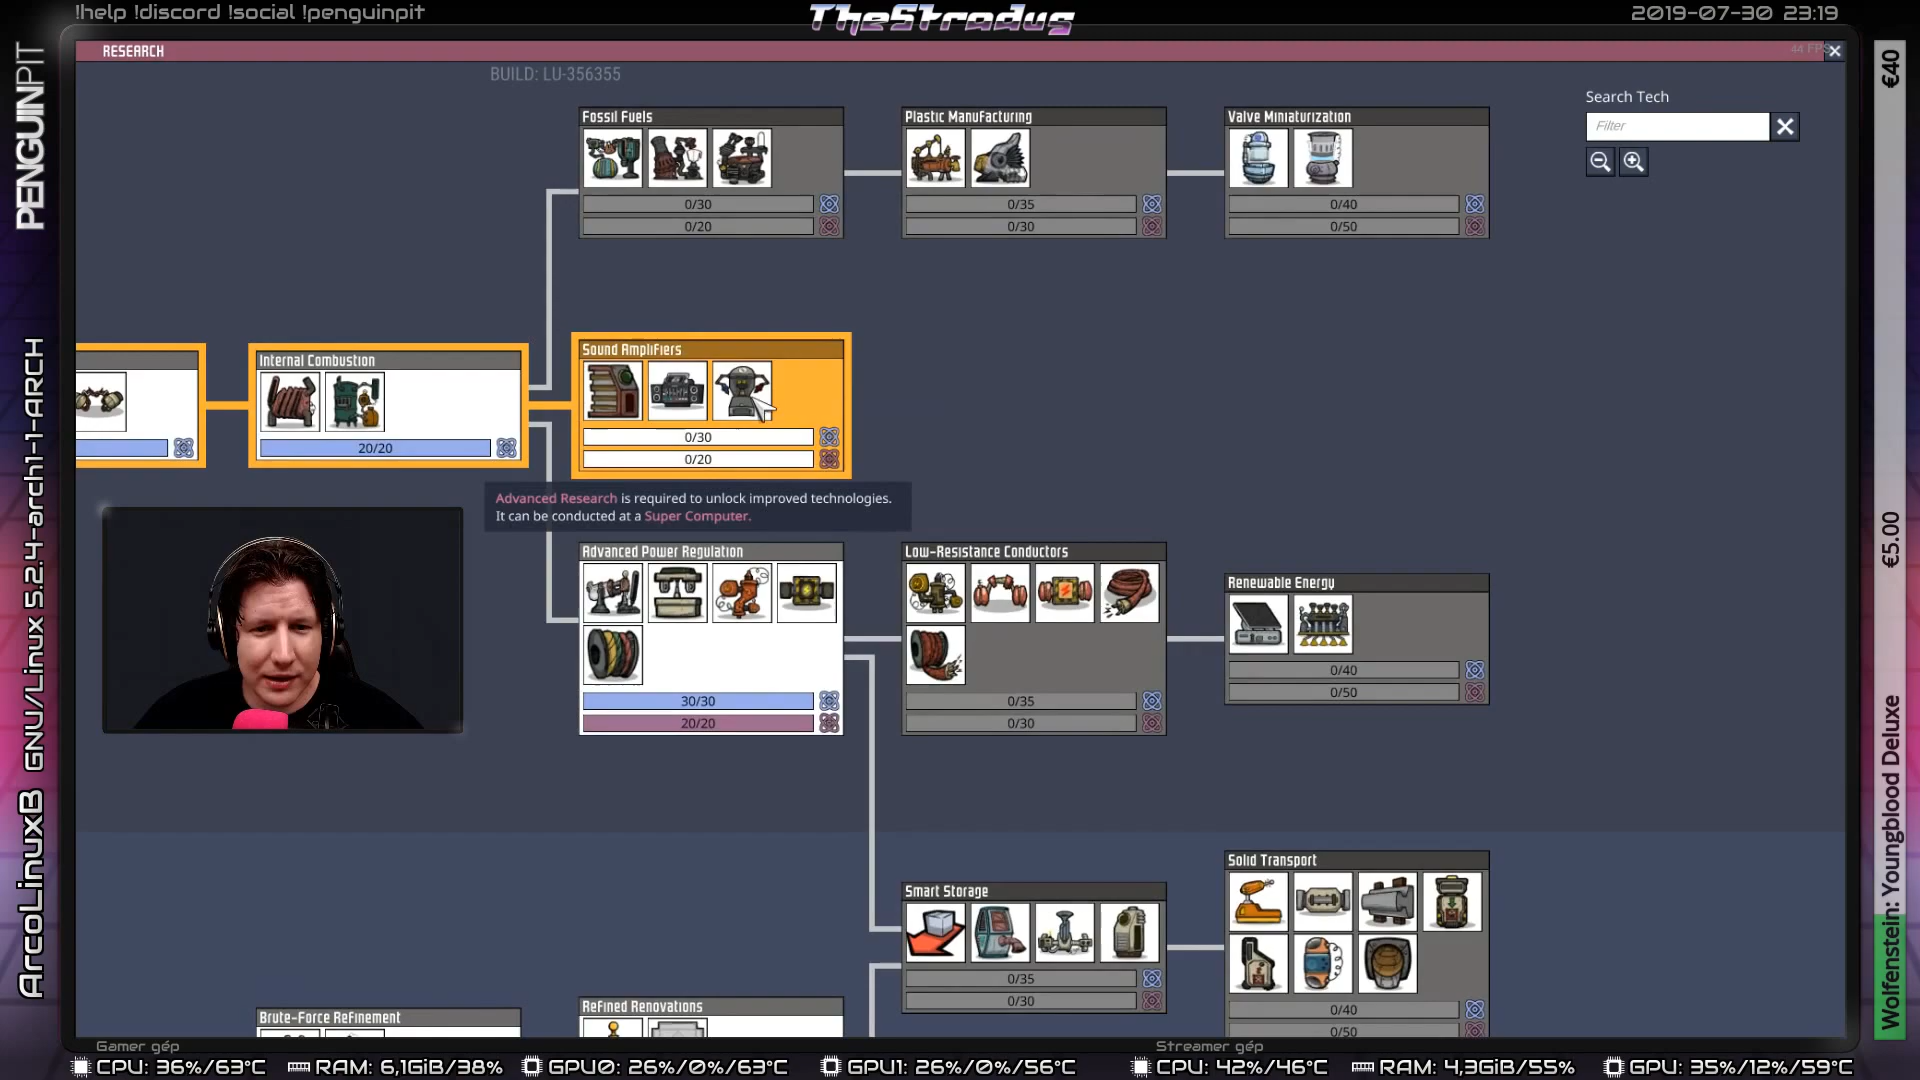 !help !discord !social !penguinpit
TheStradus
2019-07-30 23:19
RESEARCH
44 FPS
BUILD: LU-356355
Search Tech
Filter
Fossil Fuels
0/30
0/20
Plastic Manufacturing
0/35
0/30
Valve Miniaturization
0/40
0/50
Internal Combustion
20/20
Sound Amplifiers
0/30
0/20
Advanced Research is required to unlock improved technologies.
It can be conducted at a Super Computer.
Advanced Power Regulation
30/30
20/20
Low-Resistance Conductors
0/35
0/30
Renewable Energy
0/40
0/50
Smart Storage
0/35
0/30
Solid Transport
0/40
0/50
Brute-Force Refinement
Refined Renovations
PENGUINPIT
ArcoLinuxB GNU/Linux 5.2.4-arch1-1-ARCH
€40
€5.00
Wolfenstein: Youngblood Deluxe
Gamer gép
CPU: 36%/63°C RAM: 6,1GiB/38% GPU0: 26%/0%/63°C GPU1: 26%/0%/56°C
Streamer gép
CPU: 42%/46°C RAM: 4,3GiB/55% GPU: 35%/12%/59°C